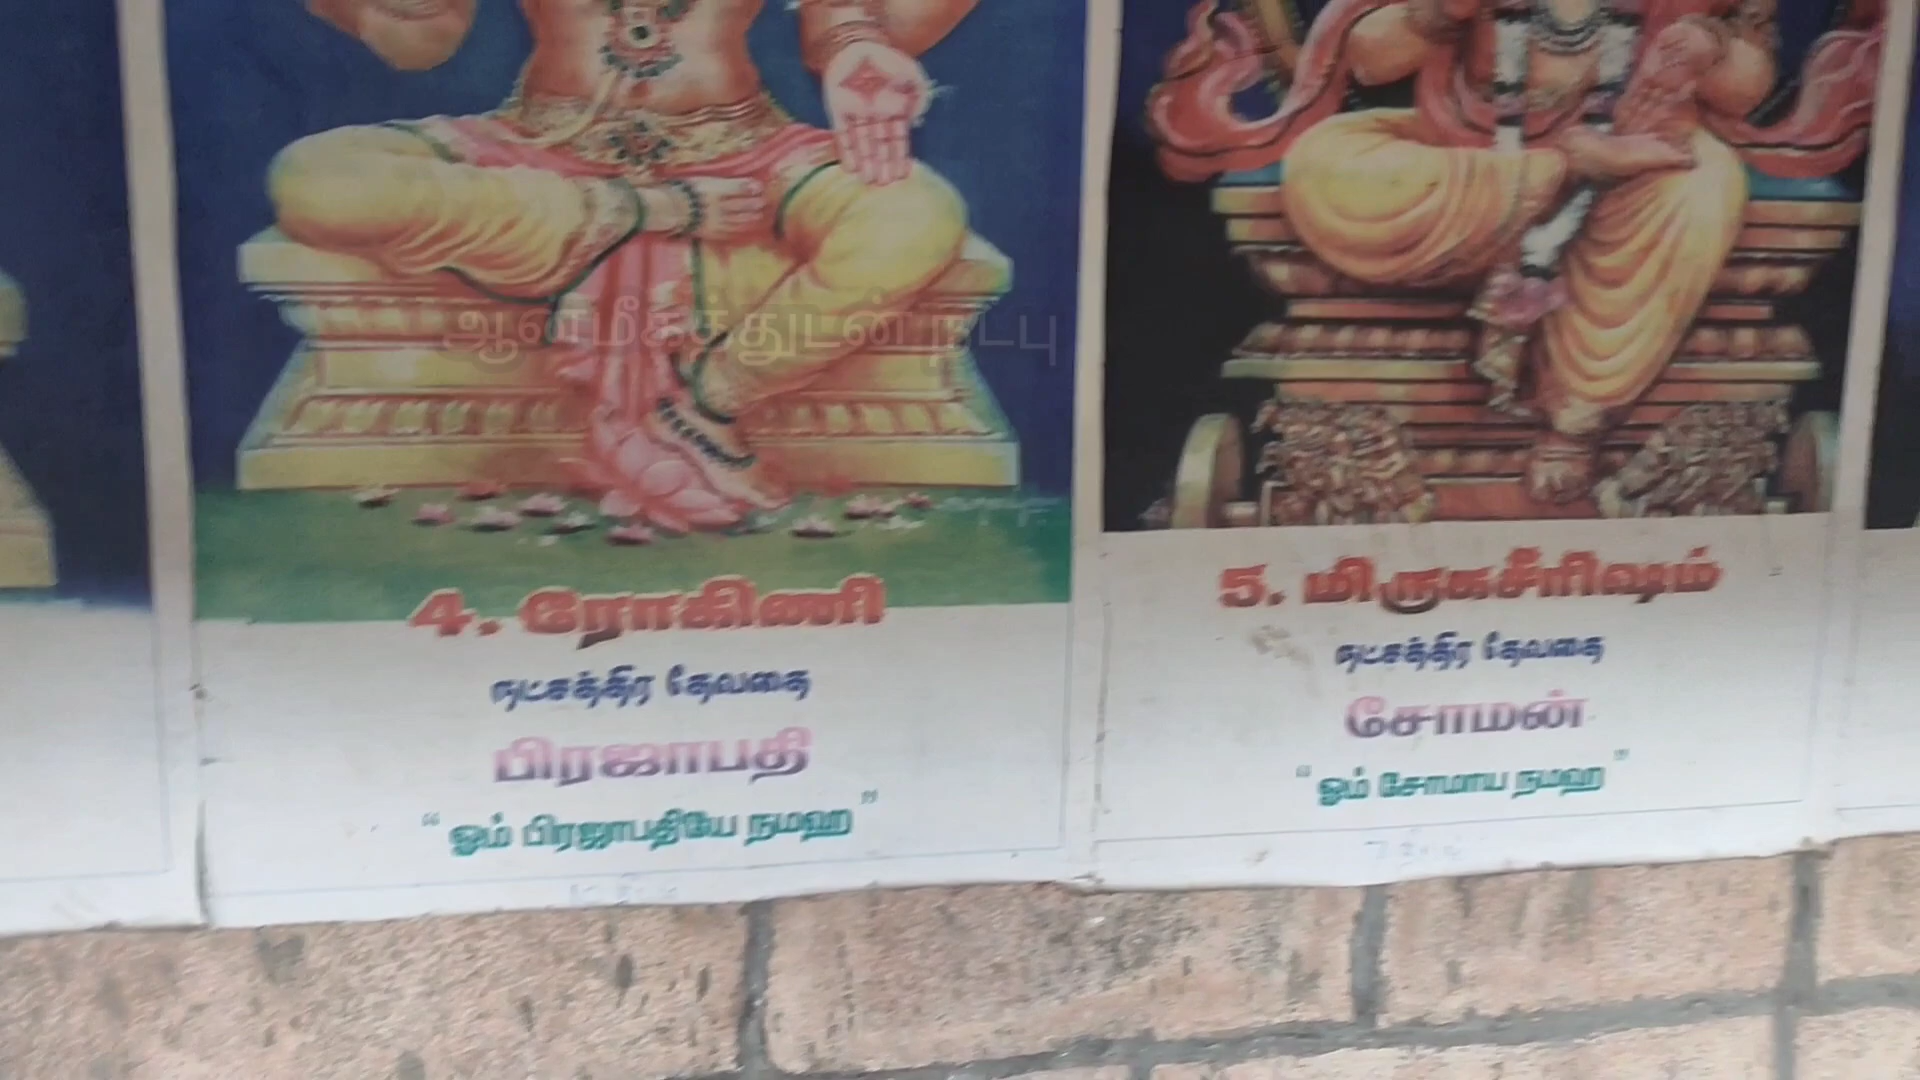 ஆன்மீகத்துடன் நட்பு
4. ரோகிணி
நட்சத்திர தேவதை
பிரஜாபதி
“ஓம் பிரஜாபதியே நமஹ”
5. மிருகசீரிஷம்
நட்சத்திர தேவதை
சோமன்
“ஓம் சோமாய நமஹ”